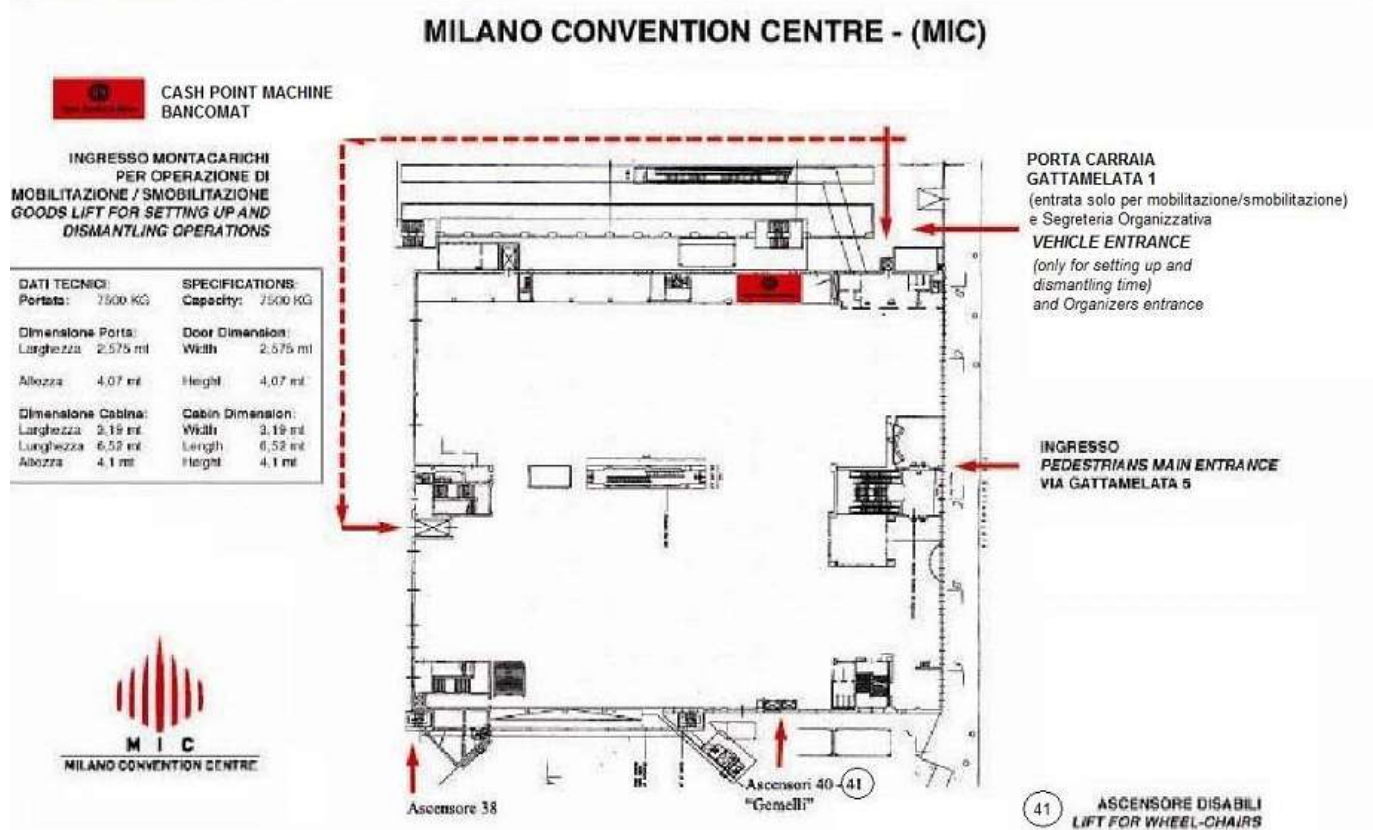 MILANO CONVENTION CENTRE - (MIC)
CASH POINT MACHINE
BANCOMAT
INGRESSO MONTACARICHI
PER OPERAZIONE DI
MOBILITAZIONE / SMOBILITAZIONE
GOODS LIFT FOR SETTING UP AND
DISMANTLING OPERATIONS
DATI TECNICI: SPECIFICATIONS:
Portata: 7500 KG Capacity: 7500 KG
Dimensione Porta: Door Dimension:
Larghezza 2,575 mt Width 2,575 mt
Altezza 4,07 mt Height 4,07 mt
Dimensione Cabina: Cabin Dimension:
Larghezza 3,19 mt Width 3,19 mt
Lunghezza 6,52 mt Length 6,52 mt
Altezza 4,1 mt Height 4,1 mt
PORTA CARRAIA
GATTAMELATA 1
(entrata solo per mobilitazione/smobilitazione)
e Segreteria Organizzativa
VEHICLE ENTRANCE
(only for setting up and
dismantling time)
and Organizers entrance
INGRESSO
PEDESTRIANS MAIN ENTRANCE
VIA GATTAMELATA 5
M I C
MILANO CONVENTION CENTRE
Ascensore 38
Ascensori 40 - 41
"Gemelli"
41 ASCENSORE DISABILI
LIFT FOR WHEEL-CHAIRS